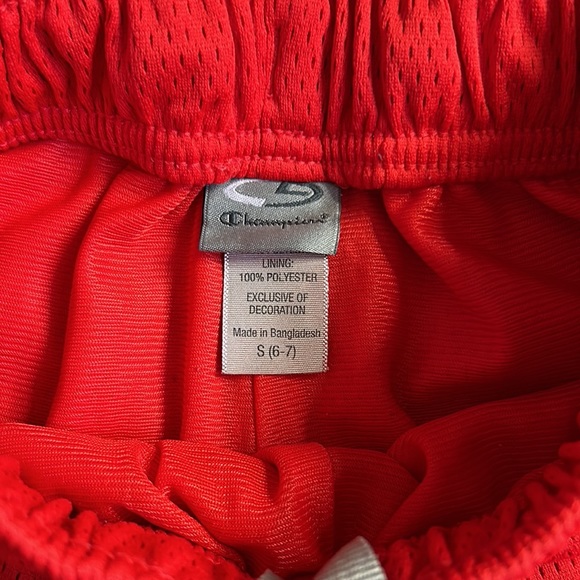 Champion
LINING:
100% POLYESTER
EXCLUSIVE OF
DECORATION
Made in Bangladesh
S (6-7)